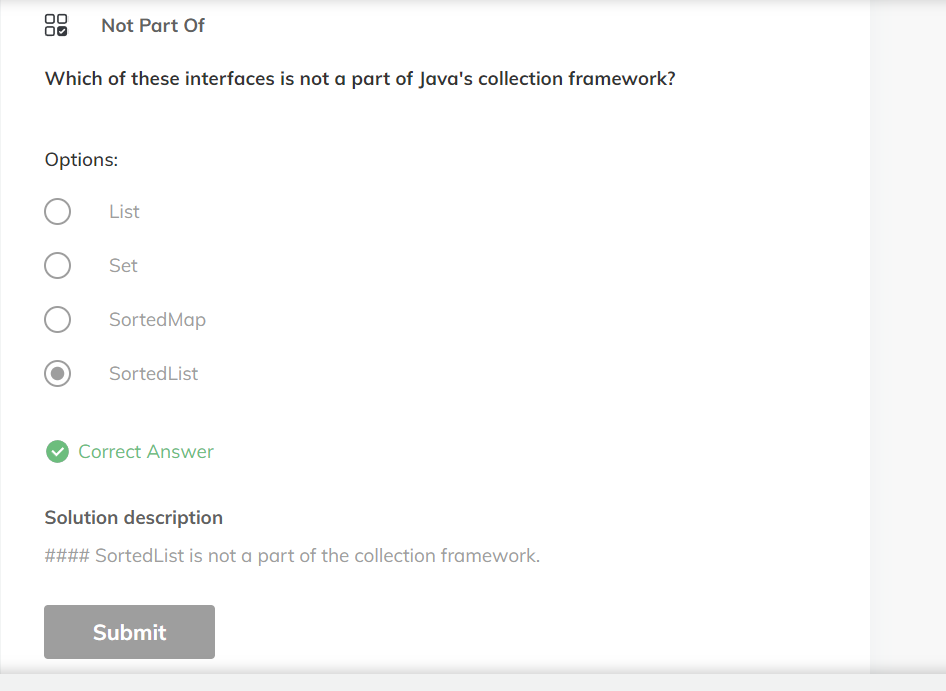 Not Part Of
Which of these interfaces is not a part of Java's collection framework?
Options:
List
Set
SortedMap
SortedList
Correct Answer
Solution description
#### SortedList is not a part of the collection framework.
Submit